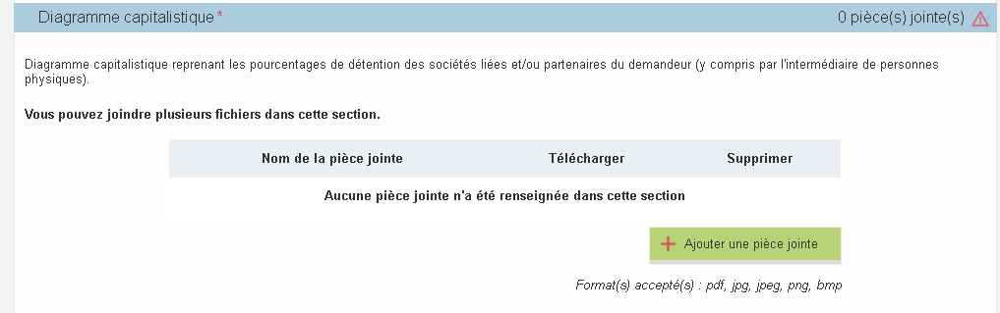 Diagramme capitalistique * 0 pièce(s) jointe(s)
Diagramme capitalistique reprenant les pourcentages de détention des sociétés liées et/ou partenaires du demandeur (y compris par l'intermédiaire de personnes
physiques).
Vous pouvez joindre plusieurs fichiers dans cette section.
Nom de la pièce jointe Télécharger Supprimer
Aucune pièce jointe n'a été renseignée dans cette section
Ajouter une pièce jointe
Format(s) accepté(s) : pdf, jpg, jpeg, png, bmp